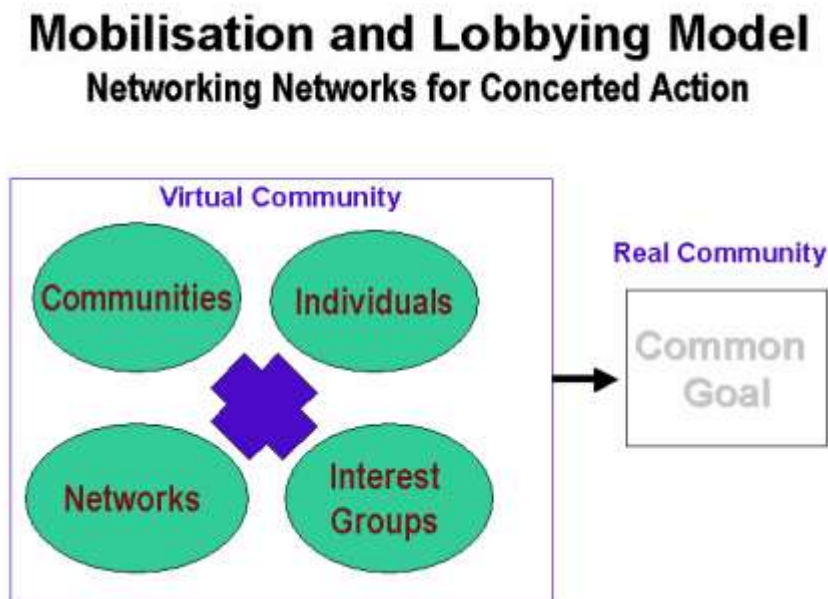 Mobilisation and Lobbying Model
Networking Networks for Concerted Action
Virtual Community
Communities
Individuals
Networks
Interest
Groups
Real Community
Common
Goal